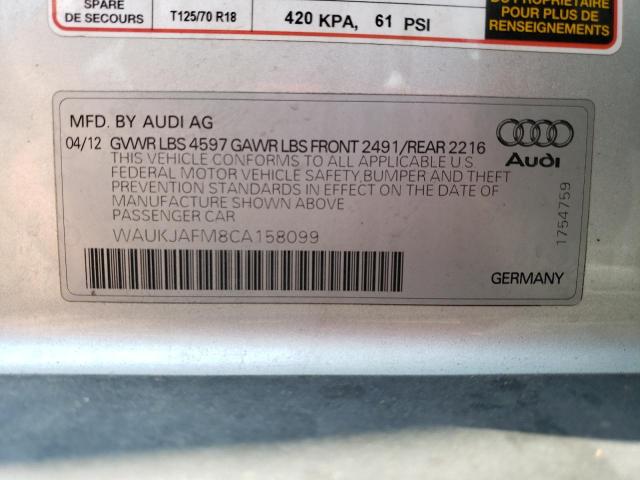 SPARE
DE SECOURS
T125/70 R18
420 KPA, 61 PSI
DU PROPRIÉTAIRE
POUR PLUS DE
RENSEIGNEMENTS
MFD. BY AUDI AG
04/12 GVWR LBS 4597 GAWR LBS FRONT 2491/REAR 2216
THIS VEHICLE CONFORMS TO ALL APPLICABLE U S
FEDERAL MOTOR VEHICLE SAFETY,BUMPER AND THEFT
PREVENTION STANDARDS IN EFFECT ON THE DATE OF
MANUFACTURE SHOWN ABOVE
PASSENGER CAR
WAUKJAFM8CA158099
Audi
1754759
GERMANY